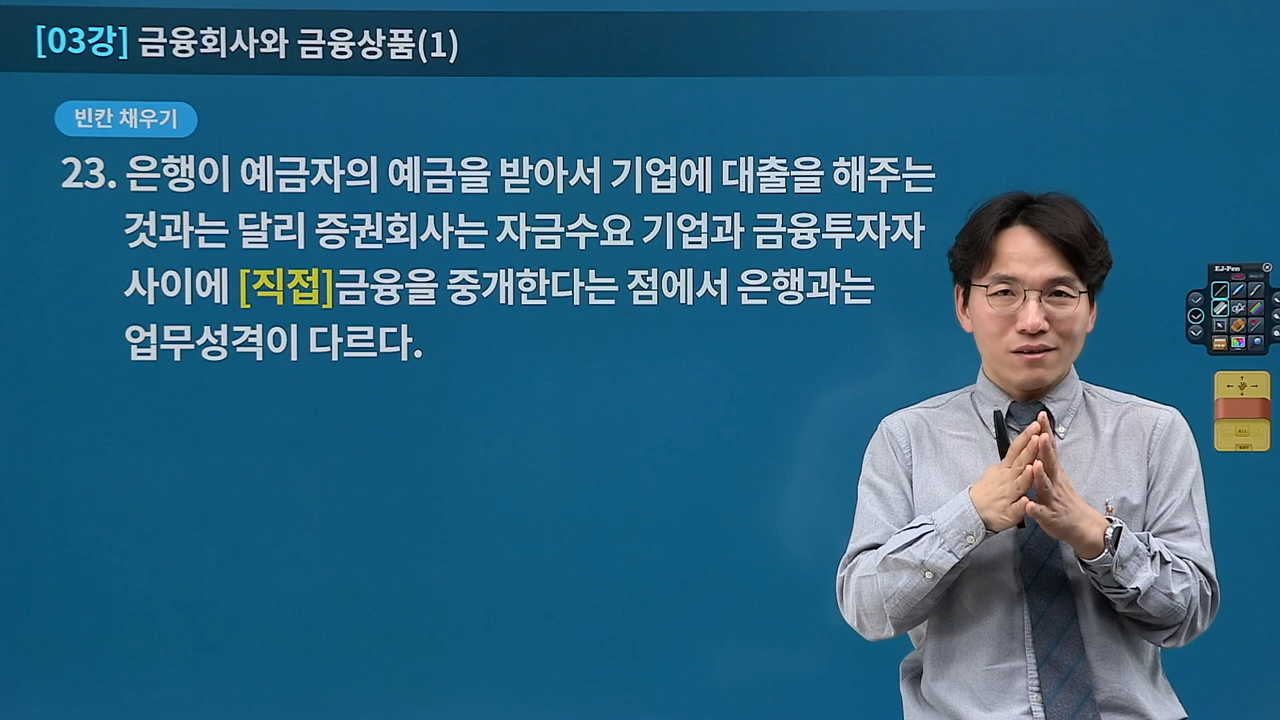 [03강] 금융회사와 금융상품(1)
빈칸 채우기
23. 은행이 예금자의 예금을 받아서 기업에 대출을 해주는
것과는 달리 증권회사는 자금수요 기업과 금융투자자
사이에 [직접]금융을 중개한다는 점에서 은행과는
업무성격이 다르다.
EJ-Pen
ALL